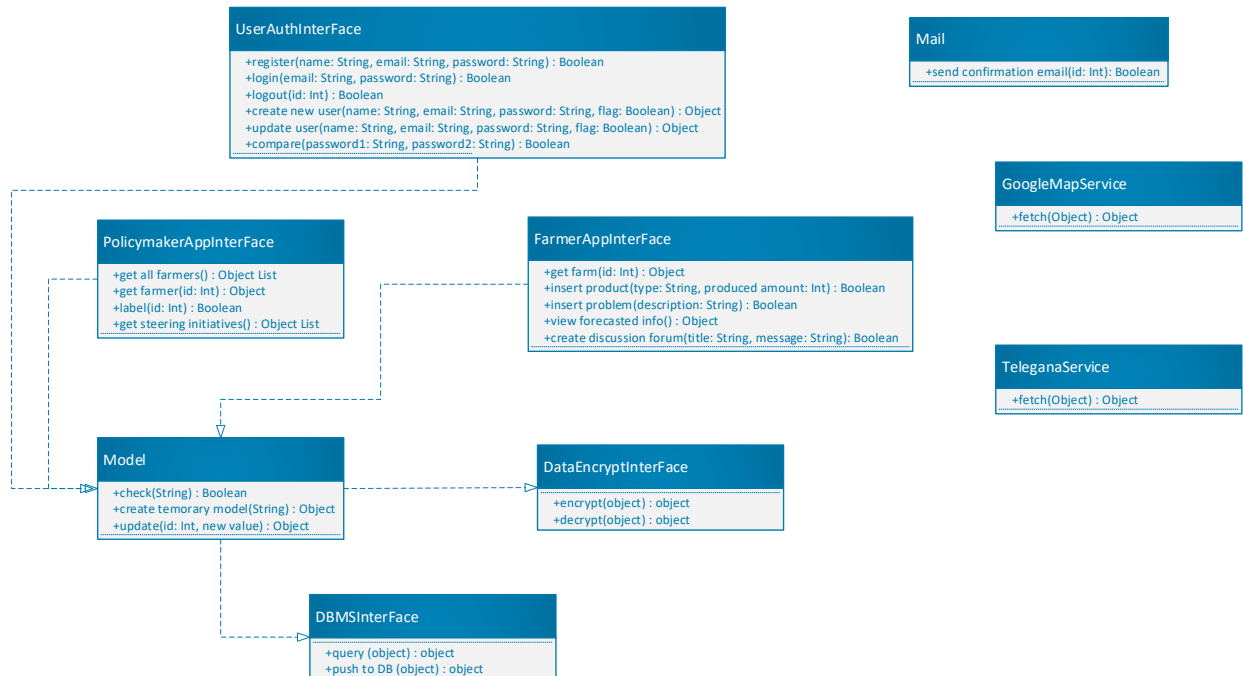 UserAuthInterFace
+register(name: String, email: String, password: String) : Boolean
+login(email: String, password: String) : Boolean
+logout(id: Int) : Boolean
+create new user(name: String, email: String, password: String, flag: Boolean) : Object
+update user(name: String, email: String, password: String, flag: Boolean) : Object
+compare(password1: String, password2: String) : Boolean
Mail
+send confirmation email(id: Int): Boolean
GoogleMapService
+fetch(Object) : Object
PolicymakerAppInterFace
+get all farmers() : Object List
+get farmer(id: Int) : Object
+label(id: Int) : Boolean
+get steering initiatives() : Object List
FarmerAppInterFace
+get farm(id: Int) : Object
+insert product(type: String, produced amount: Int) : Boolean
+insert problem(description: String) : Boolean
+view forecasted info() : Object
+create discussion forum(title: String, message: String): Boolean
TeleganaService
+fetch(Object) : Object
Model
+check(String) : Boolean
+create temorary model(String) : Object
+update(id: Int, new value) : Object
DataEncryptInterFace
+encrypt(object) : object
+decrypt(object) : object
DBMSInterFace
+query (object) : object
+push to DB (object) : object